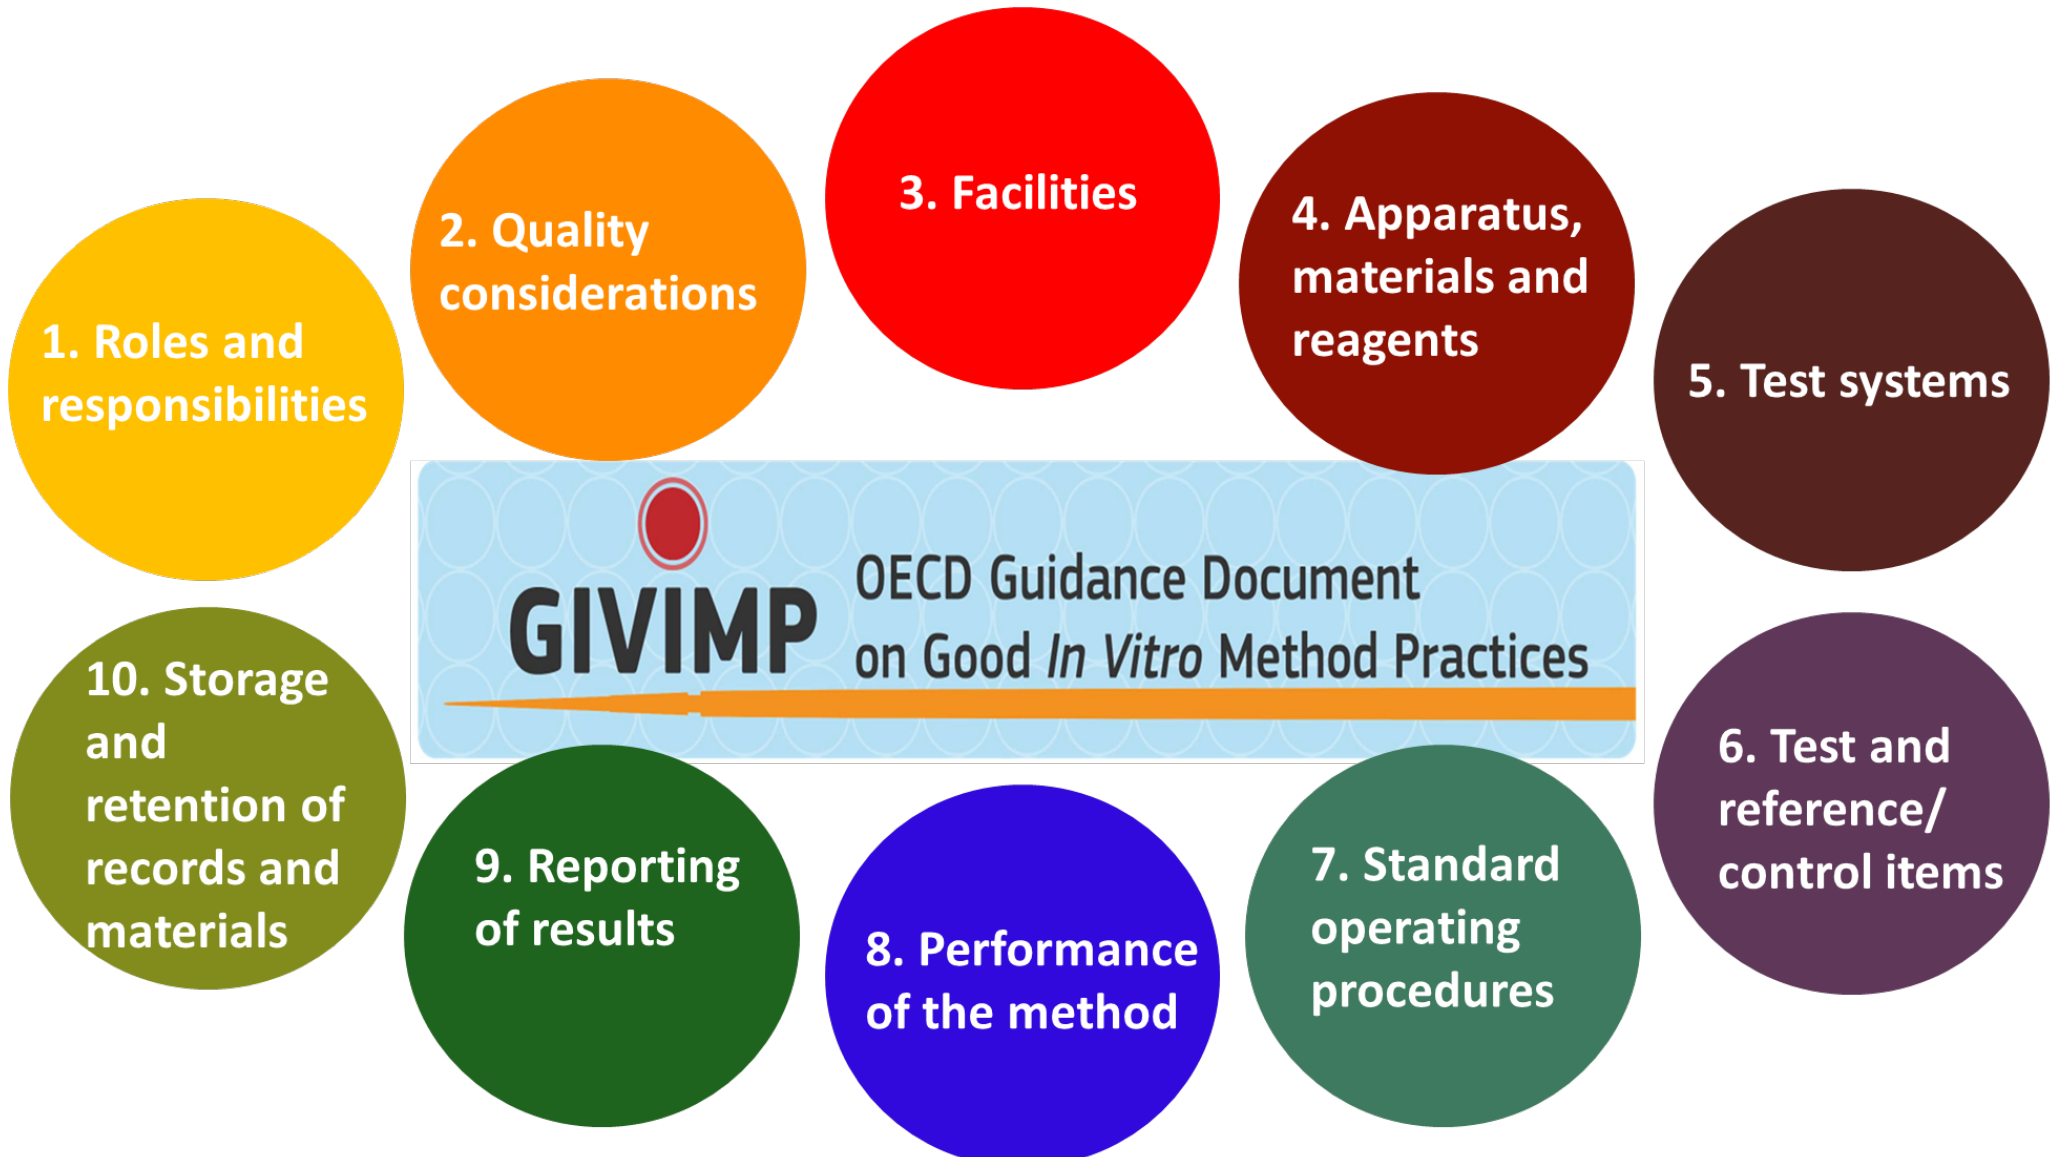 1. Roles and
responsibilities
2. Quality
considerations
3. Facilities
4. Apparatus,
materials and
reagents
5. Test systems
GIVIMP
OECD Guidance Document
on Good In Vitro Method Practices
6. Test and
reference/
control items
7. Standard
operating
procedures
8. Performance
of the method
9. Reporting
of results
10. Storage
and
retention of
records and
materials